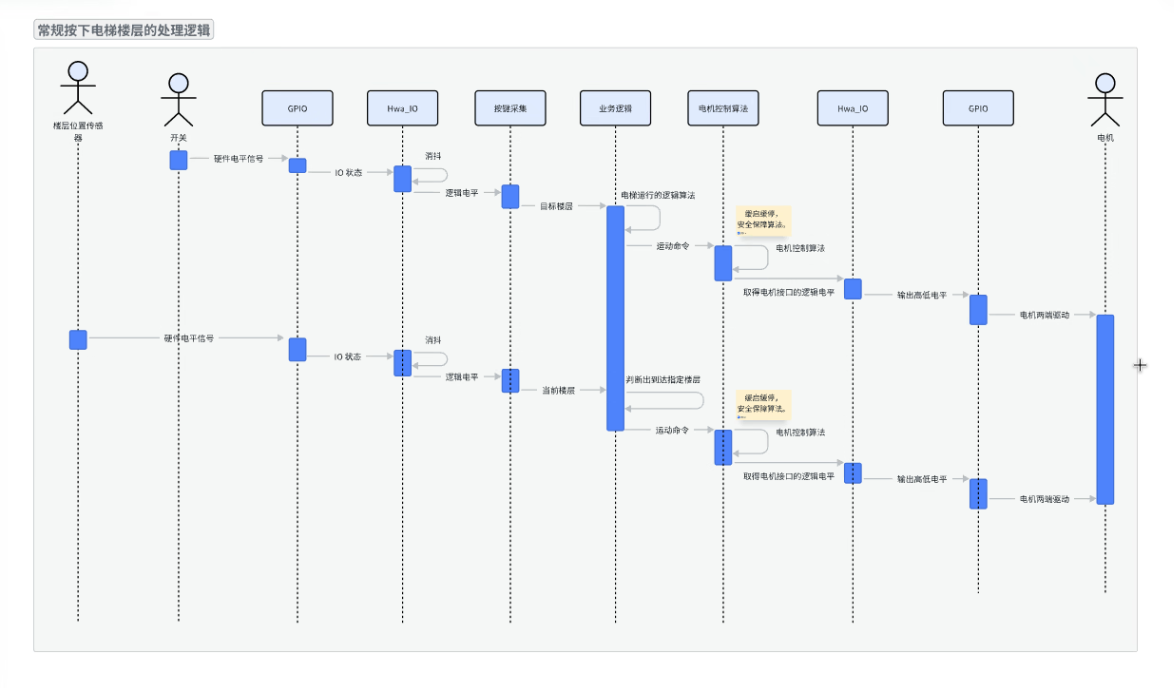 常规按下电梯楼层的处理逻辑
楼层位置传感
器
开关
GPIO
Hwa_IO
按键采集
业务逻辑
电机控制算法
Hwa_IO
GPIO
电机
硬件电平信号
IO 状态
消抖
逻辑电平
目标楼层
电梯运行的逻辑算法
运动命令
缓启缓停，
安全保障算法。
电机控制算法
取得电机接口的逻辑电平
输出高低电平
电机两端驱动
硬件电平信号
IO 状态
消抖
逻辑电平
当前楼层
判断出到达指定楼层
运动命令
缓启缓停，
安全保障算法。
电机控制算法
取得电机接口的逻辑电平
输出高低电平
电机两端驱动